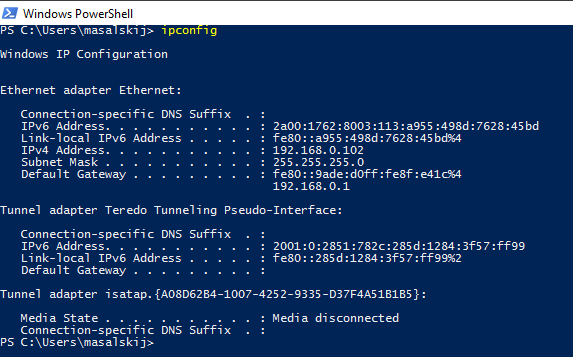 Windows PowerShell
PS C:\Users\masalskij> ipconfig
Windows IP Configuration
Ethernet adapter Ethernet:
Connection-specific DNS Suffix . :
IPv6 Address. . . . . . . . . . . : 2a00:1762:8003:113:a955:498d:7628:45bd
Link-local IPv6 Address . . . . . : fe80::a955:498d:7628:45bd%4
IPv4 Address. . . . . . . . . . . : 192.168.0.102
Subnet Mask . . . . . . . . . . . : 255.255.255.0
Default Gateway . . . . . . . . . : fe80::9ade:d0ff:fe8f:e41c%4
192.168.0.1
Tunnel adapter Teredo Tunneling Pseudo-Interface:
Connection-specific DNS Suffix . :
IPv6 Address. . . . . . . . . . . : 2001:0:2851:782c:285d:1284:3f57:ff99
Link-local IPv6 Address . . . . . : fe80::285d:1284:3f57:ff99%2
Default Gateway . . . . . . . . . :
Tunnel adapter isatap.{A08D62B4-1007-4252-9335-D37F4A51B1B5}:
Media State . . . . . . . . . . . : Media disconnected
Connection-specific DNS Suffix . :
PS C:\Users\masalskij>